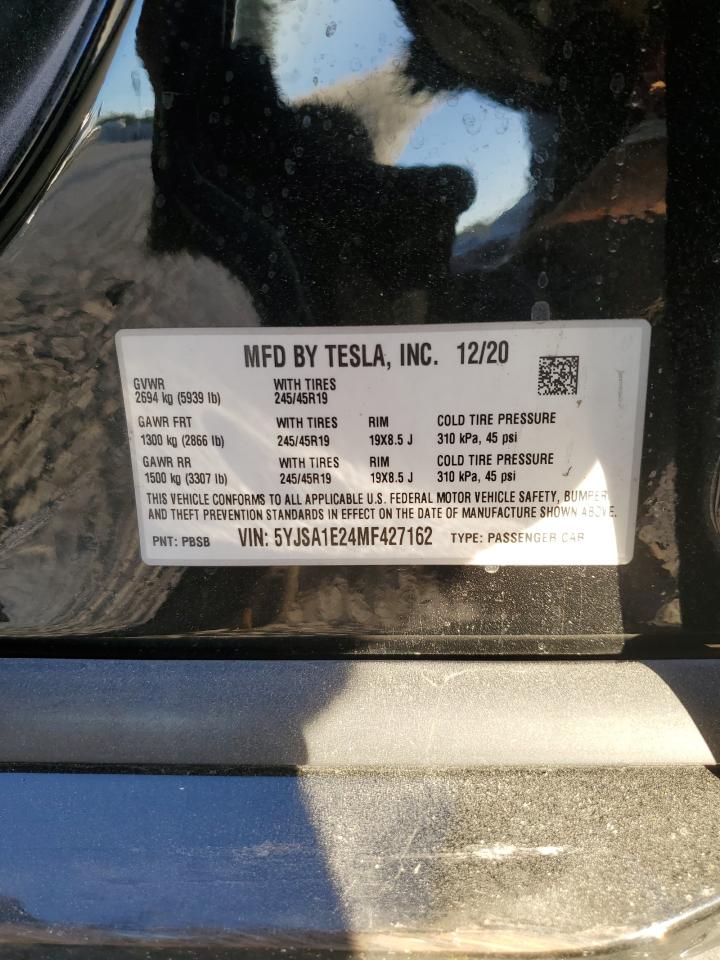 MFD BY TESLA, INC. 12/20
GVWR WITH TIRES
2694 kg (5939 lb) 245/45R19
GAWR FRT WITH TIRES RIM COLD TIRE PRESSURE
1300 kg (2866 lb) 245/45R19 19X8.5 J 310 kPa, 45 psi
GAWR RR WITH TIRES RIM COLD TIRE PRESSURE
1500 kg (3307 lb) 245/45R19 19X8.5 J 310 kPa, 45 psi
THIS VEHICLE CONFORMS TO ALL APPLICABLE U.S. FEDERAL MOTOR VEHICLE SAFETY, BUMPER
AND THEFT PREVENTION STANDARDS IN EFFECT ON THE DATE OF MANUFACTURE SHOWN ABOVE.
PNT: PBSB VIN: 5YJSA1E24MF427162 TYPE: PASSENGER CAR